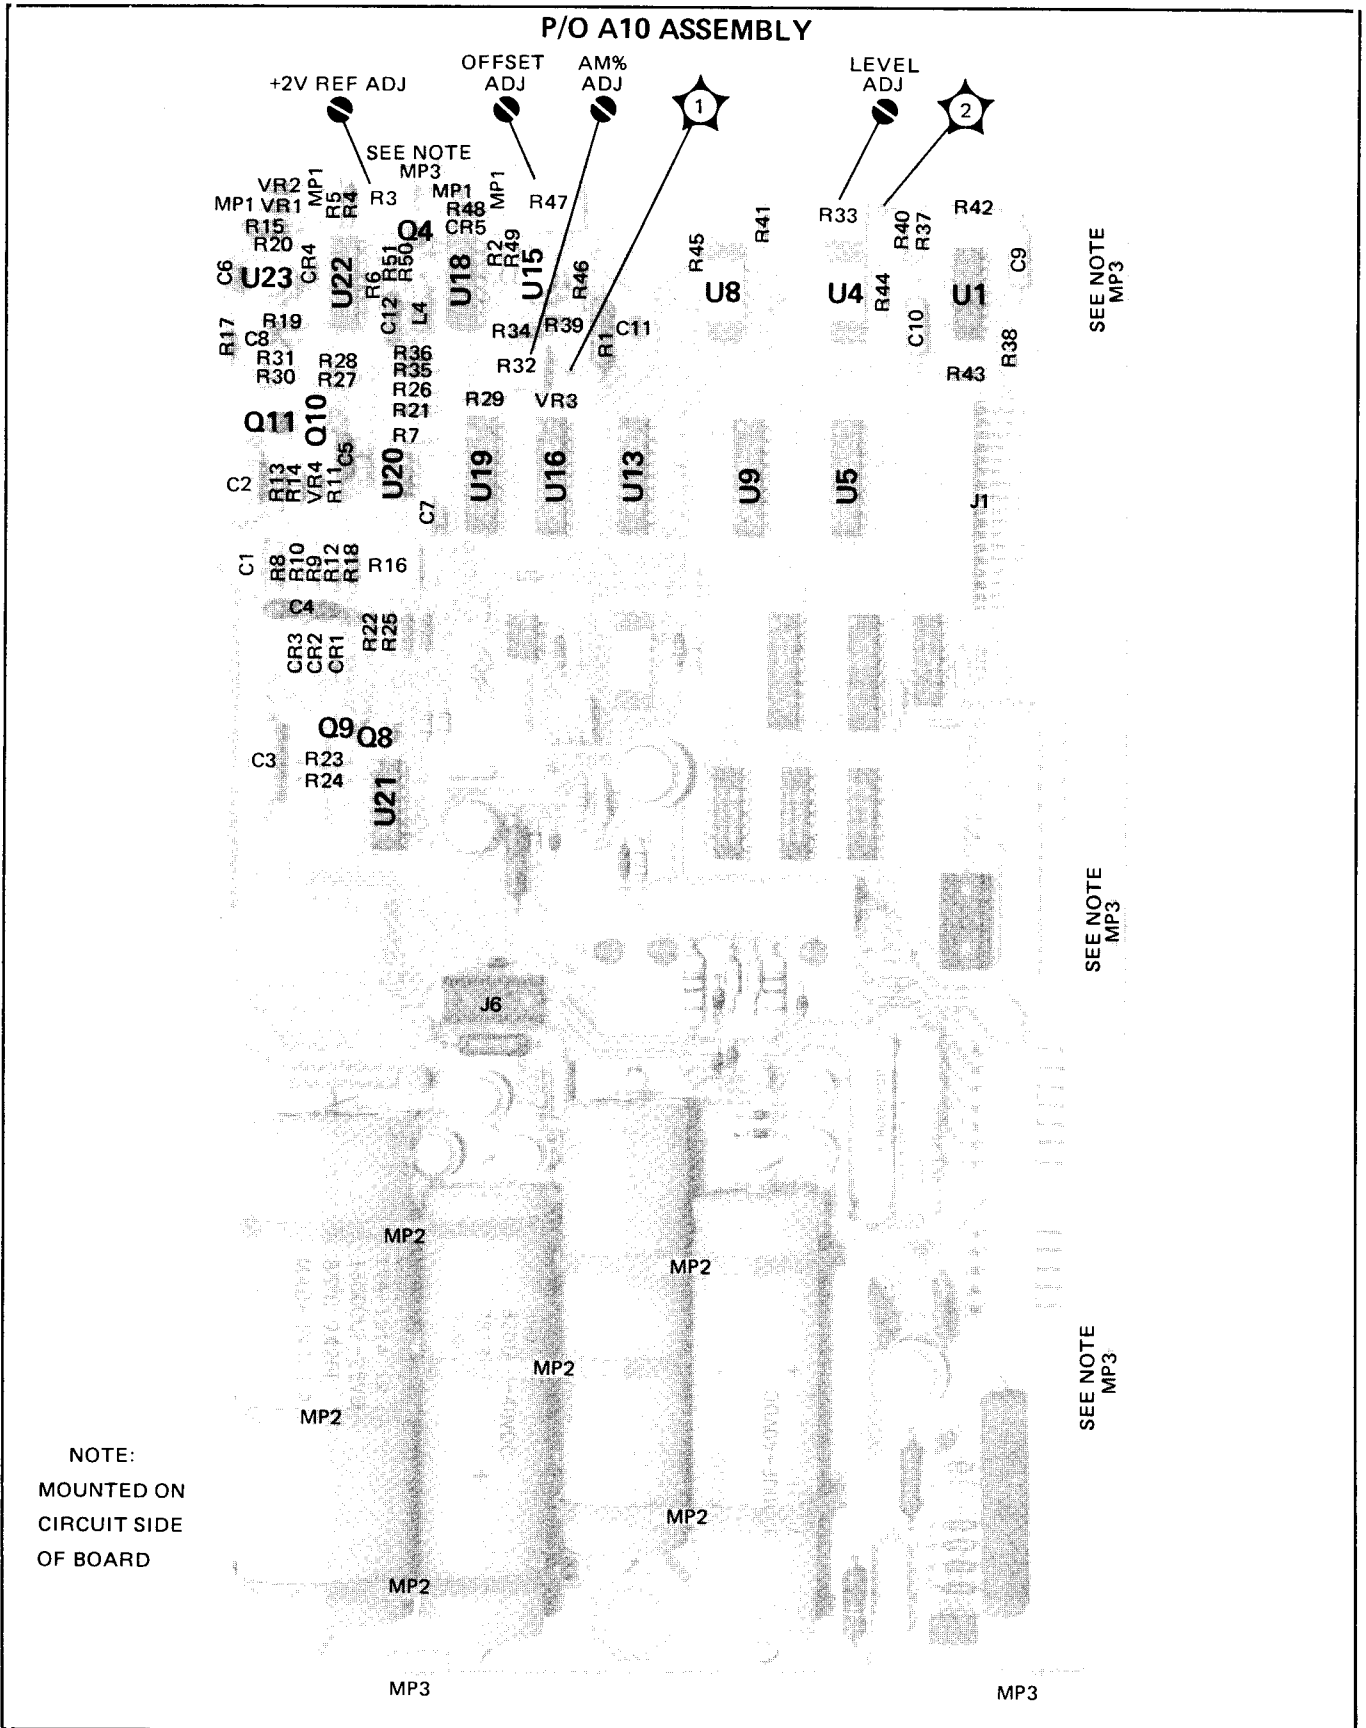 P/O A10 ASSEMBLY
+2V REF ADJ
OFFSET
ADJ
AM%
ADJ
1
LEVEL
ADJ
2
SEE NOTE
MP3
VR2
MP1
MP1
VR1
R5
R4
R3
MP1
MP1
R48
R47
R15
R20
Q4
CR5
R2
R49
R41
R33
R40
R37
R42
C6
U23
CR4
U22
R6
R51
R50
U18
U15
R46
R45
U8
U4
R44
U1
C9
SEE NOTE
MP3
C12
L4
R17
R19
C8
R34
R39
R1
C11
C10
R38
R31
R30
R28
R27
R36
R35
R26
R21
R32
R43
R29
VR3
Q11
Q10
R7
C5
C2
R13
R14
VR4
R11
U20
C7
U19
U16
U13
U9
U5
J1
C1
R8
R10
R9
R12
R18
R16
C4
R22
R25
CR3
CR2
CR1
Q9
Q8
C3
R23
R24
U21
SEE NOTE
MP3
J6
MP2
MP2
MP2
MP2
SEE NOTE
MP3
NOTE:
MOUNTED ON
CIRCUIT SIDE
OF BOARD
MP2
MP2
MP3
MP3